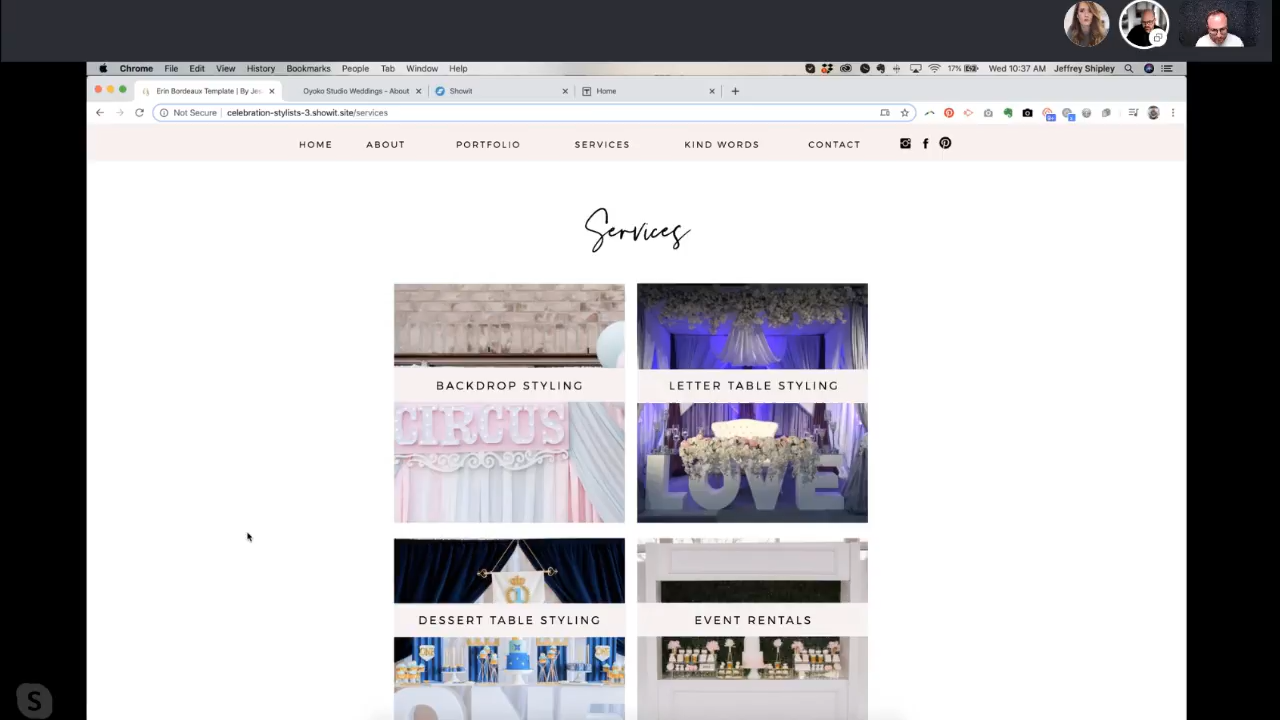 Chrome File Edit View History Bookmarks People Tab Window Help 17% Wed 10:37 AM Jeffrey Shipley
Erin Bordeaux Template | By Jes Oyoko Studio Weddings - About Showit Home
Not Secure | celebration-stylists-3.showit.site/services
HOME ABOUT PORTFOLIO SERVICES KIND WORDS CONTACT
Services
BACKDROP STYLING LETTER TABLE STYLING
CIRCUS
LOVE
DESSERT TABLE STYLING EVENT RENTALS
ONE
S